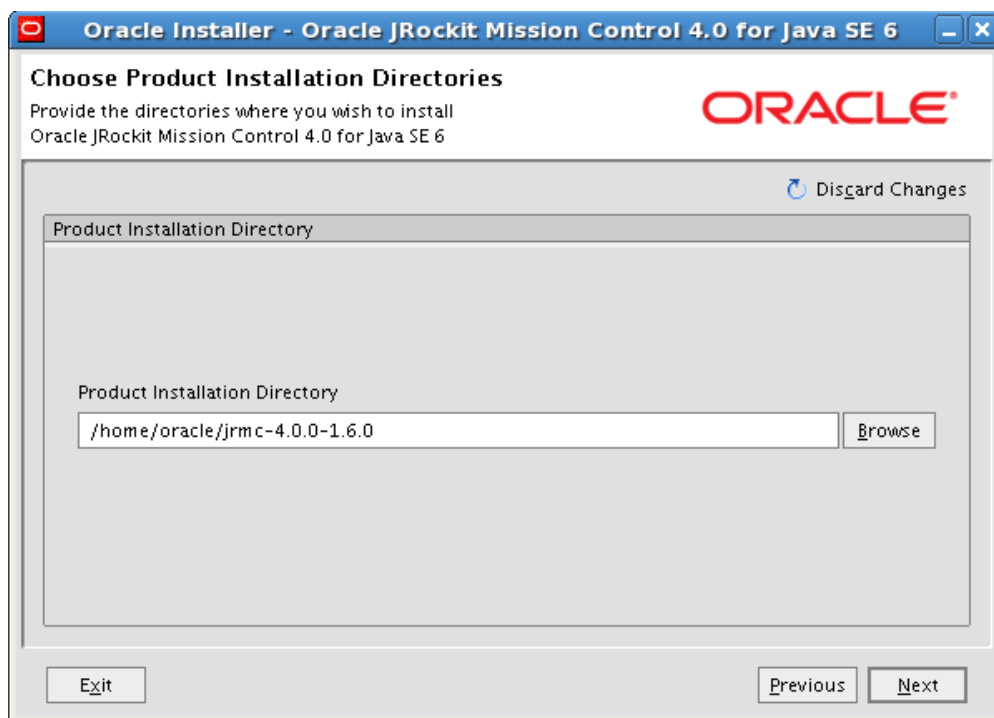 Oracle Installer - Oracle JRockit Mission Control 4.0 for Java SE 6
Choose Product Installation Directories
Provide the directories where you wish to install
Oracle JRockit Mission Control 4.0 for Java SE 6
ORACLE
Discard Changes
Product Installation Directory
Product Installation Directory
/home/oracle/jrmc-4.0.0-1.6.0
Browse
Exit
Previous
Next